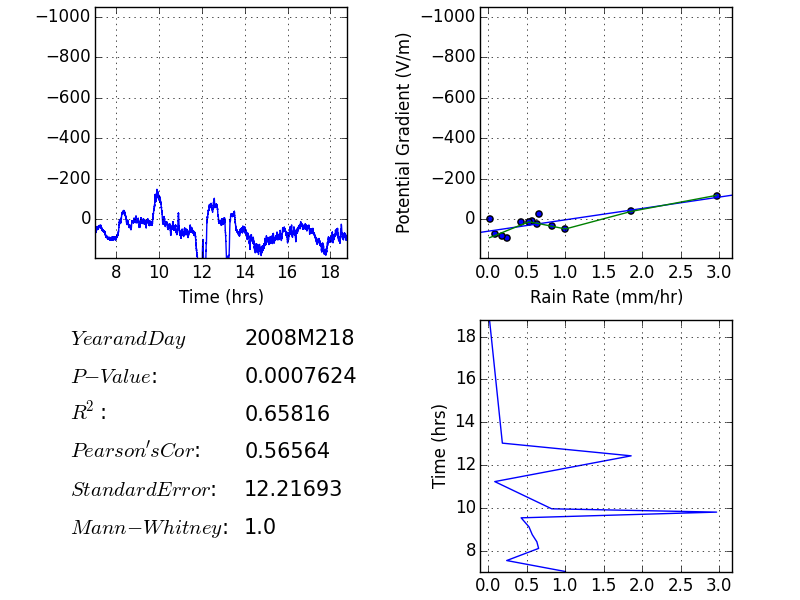 −1000
−800
−600
−400
−200
0
8 10 12 14 16 18
Time (hrs)
Potential Gradient (V/m)
−1000
−800
−600
−400
−200
0
0.0 0.5 1.0 1.5 2.0 2.5 3.0
Rain Rate (mm/hr)
YearandDay 2008M218
P−Value: 0.0007624
R²: 0.65816
Pearson'sCor: 0.56564
StandardError: 12.21693
Mann−Whitney: 1.0
Time (hrs)
18
16
14
12
10
8
0.0 0.5 1.0 1.5 2.0 2.5 3.0